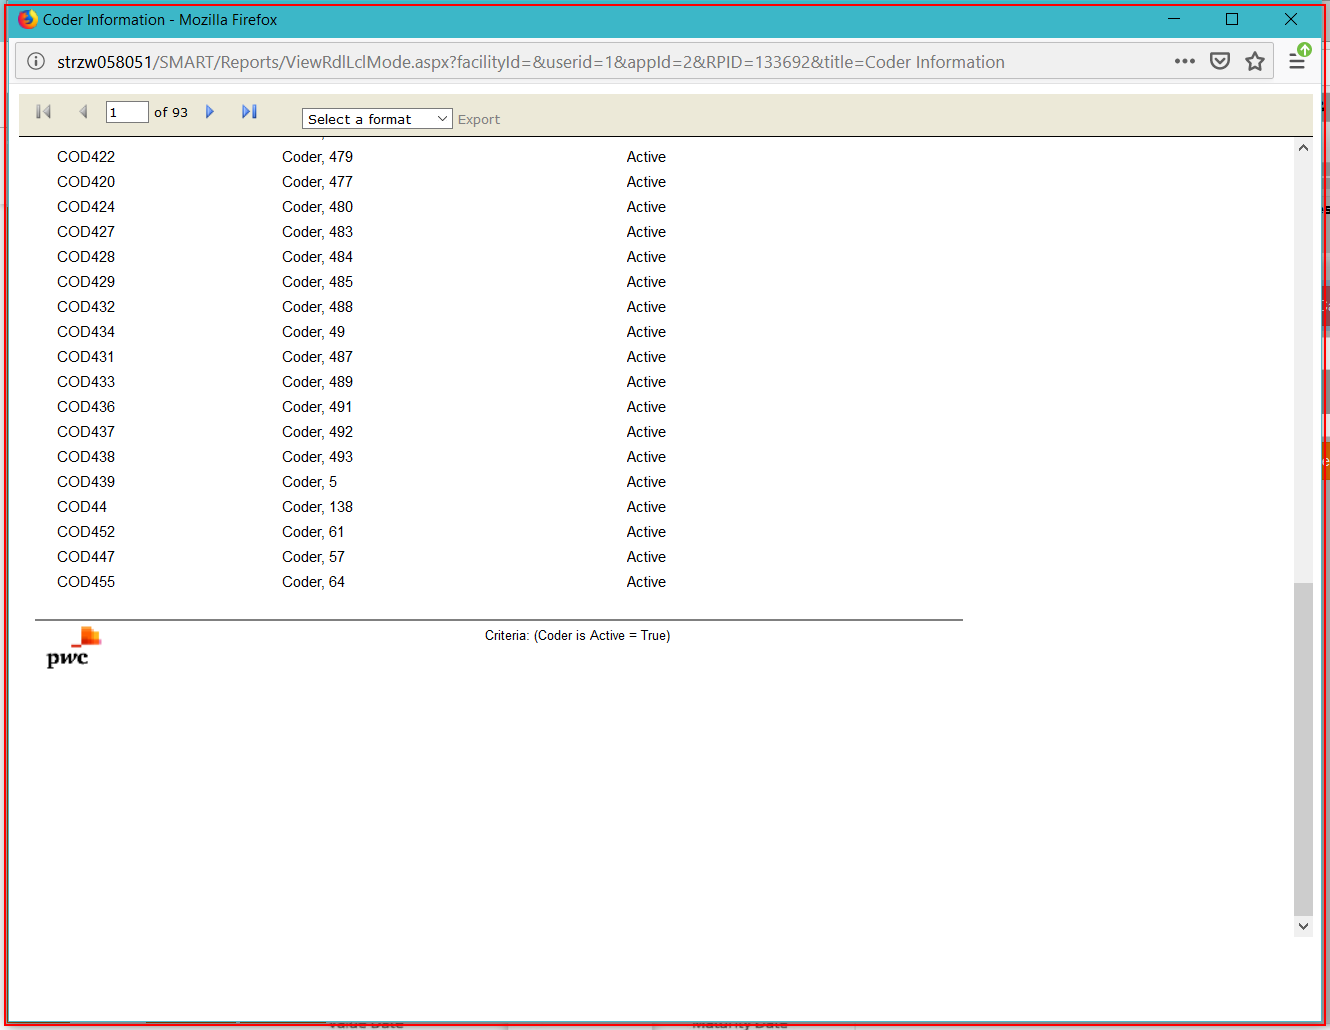 Coder Information - Mozilla Firefox
strzw058051/SMART/Reports/ViewRdlLclMode.aspx?facilityId=&userid=1&appId=2&RPID=133692&title=Coder Information
1 of 93 Select a format Export
COD422 Coder, 479 Active
COD420 Coder, 477 Active
COD424 Coder, 480 Active
COD427 Coder, 483 Active
COD428 Coder, 484 Active
COD429 Coder, 485 Active
COD432 Coder, 488 Active
COD434 Coder, 49 Active
COD431 Coder, 487 Active
COD433 Coder, 489 Active
COD436 Coder, 491 Active
COD437 Coder, 492 Active
COD438 Coder, 493 Active
COD439 Coder, 5 Active
COD44 Coder, 138 Active
COD452 Coder, 61 Active
COD447 Coder, 57 Active
COD455 Coder, 64 Active
Criteria: (Coder is Active = True)
pwc
Value Date Maturity Date